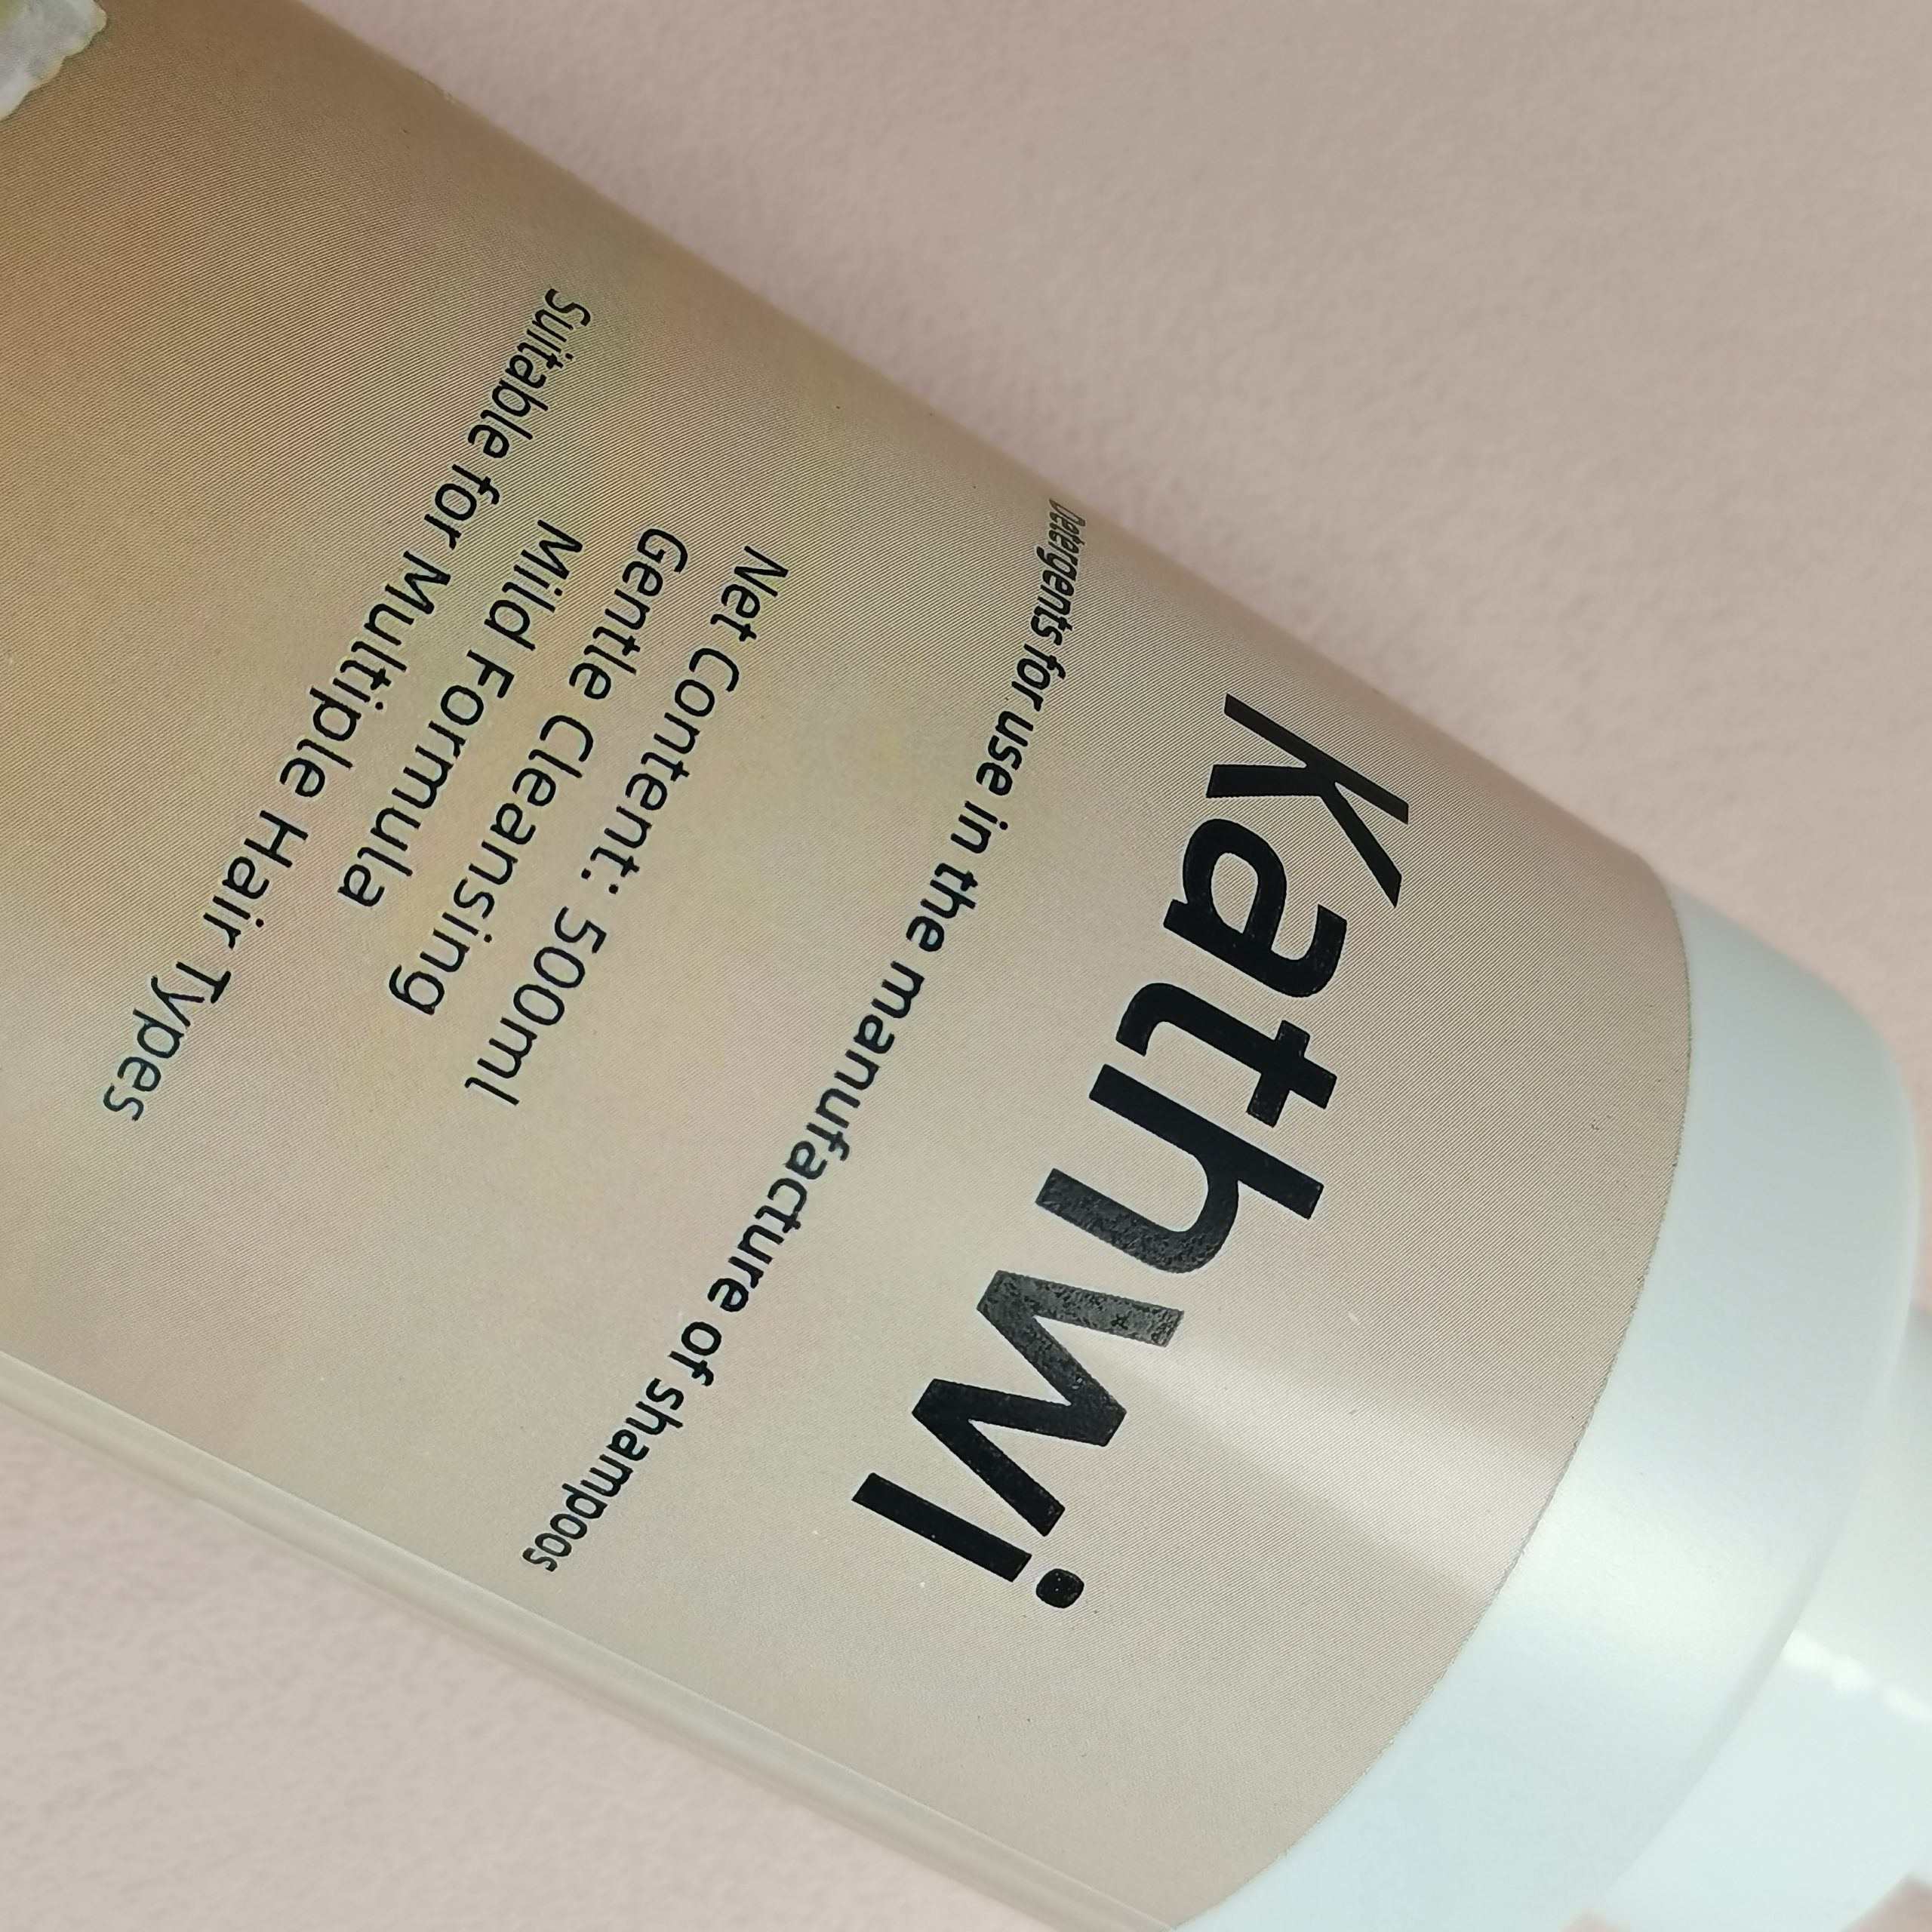 Kathwi
Detergents for use in the manufacture of shampoos
Net Content: 500ml
Gentle Cleansing
Mild Formula
Suitable for Multiple Hair Types